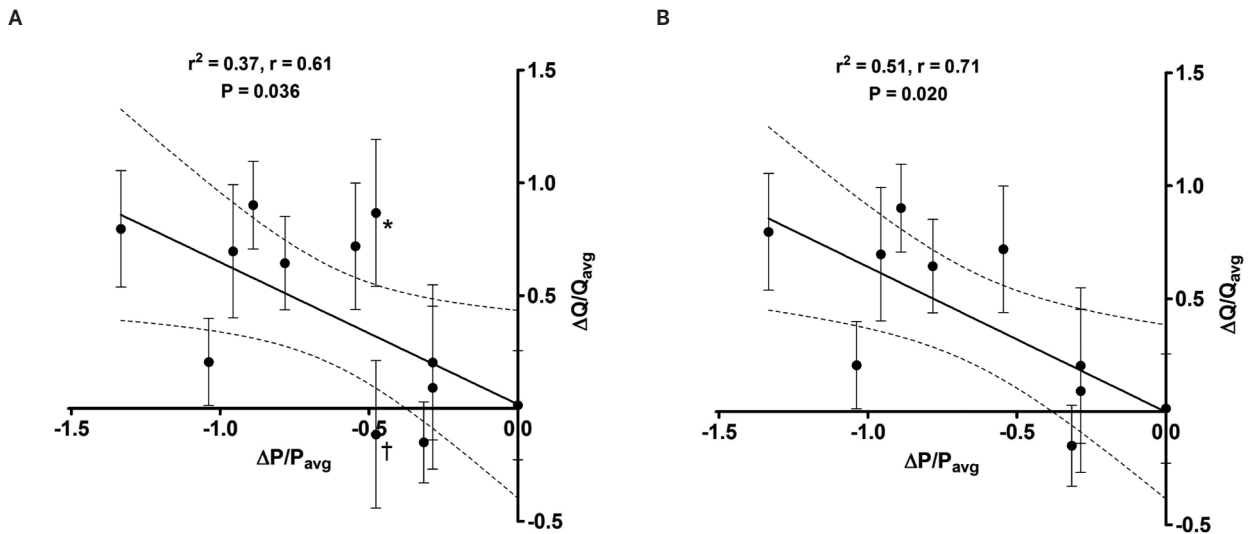 A
r² = 0.37, r = 0.61
P = 0.036
1.5
1.0
0.5
-0.5
ΔQ/Qavg
*
†
-1.5
-1.0
-0.5
0.0
ΔP/Pavg
B
r² = 0.51, r = 0.71
P = 0.020
1.5
1.0
0.5
-0.5
ΔQ/Qavg
-1.5
-1.0
-0.5
0.0
ΔP/Pavg